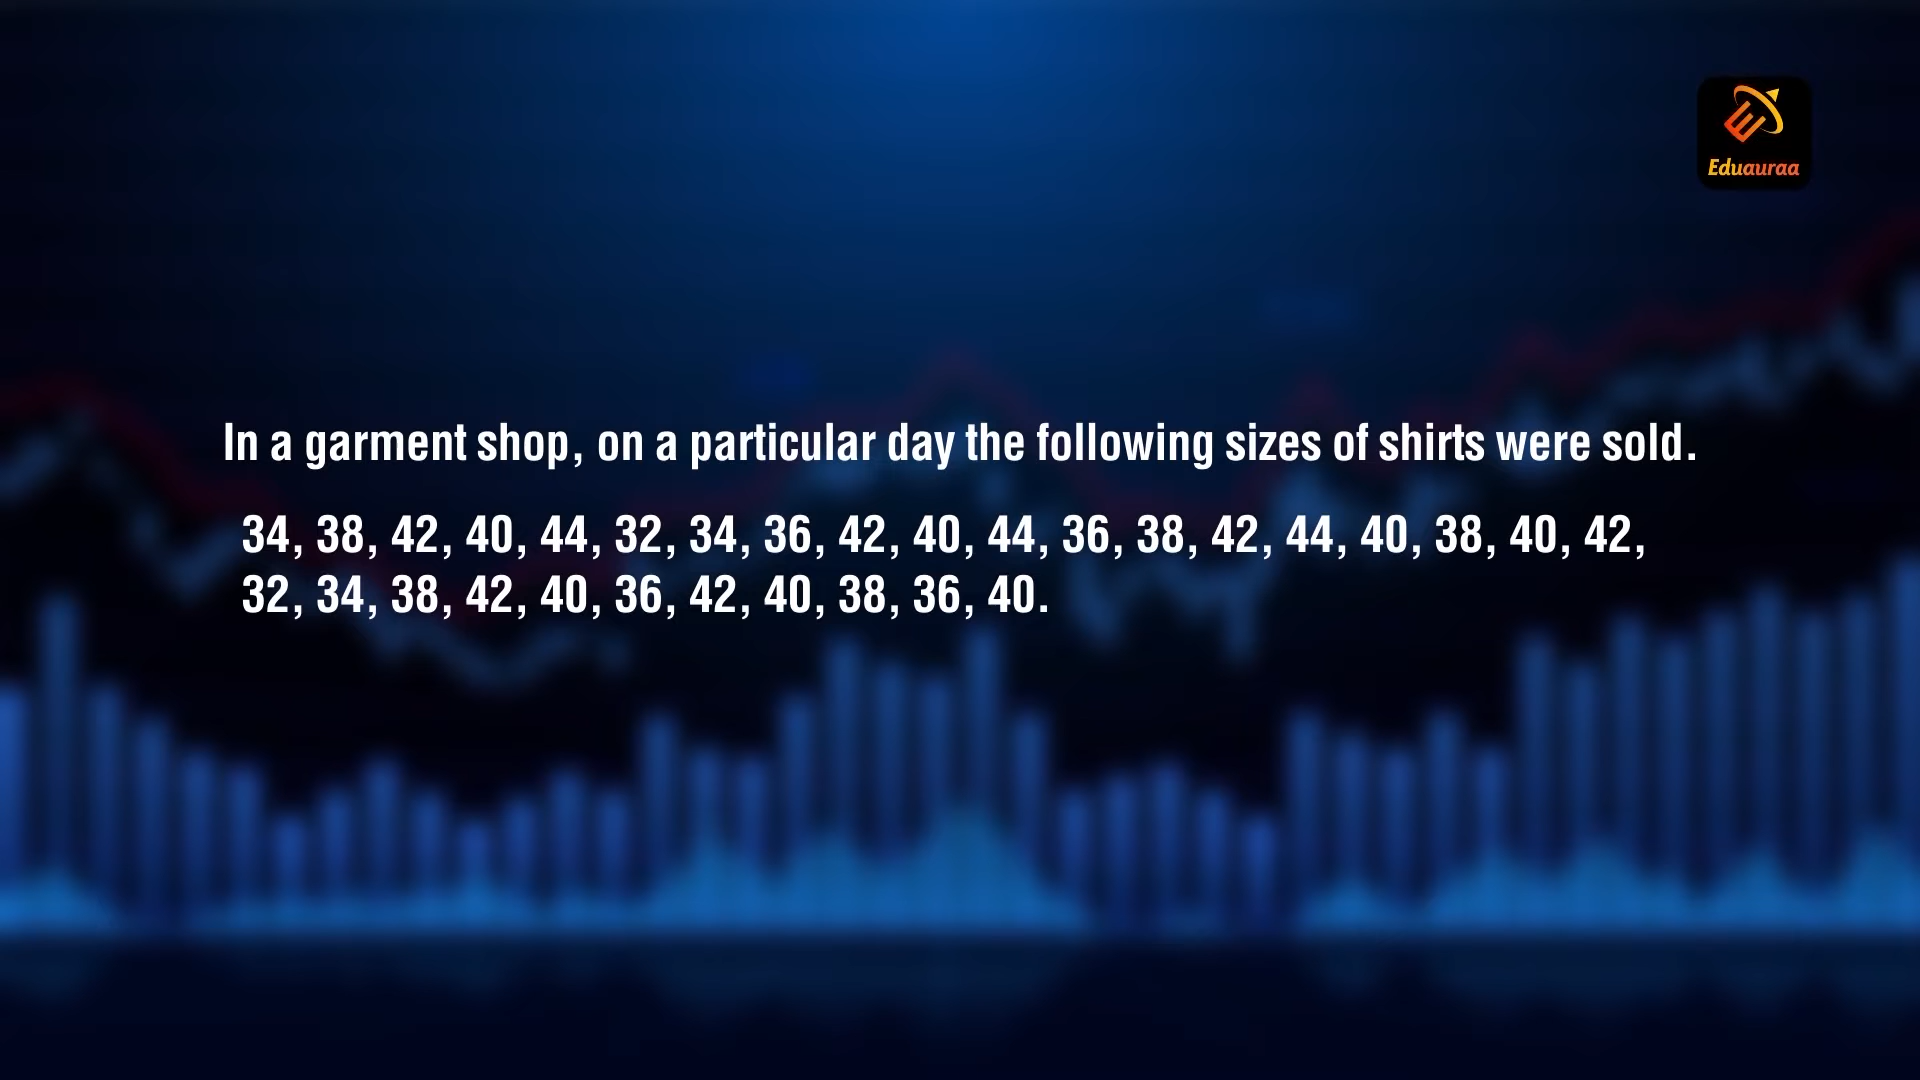 Eduauraa
In a garment shop, on a particular day the following sizes of shirts were sold.
34, 38, 42, 40, 44, 32, 34, 36, 42, 40, 44, 36, 38, 42, 44, 40, 38, 40, 42,
32, 34, 38, 42, 40, 36, 42, 40, 38, 36, 40.